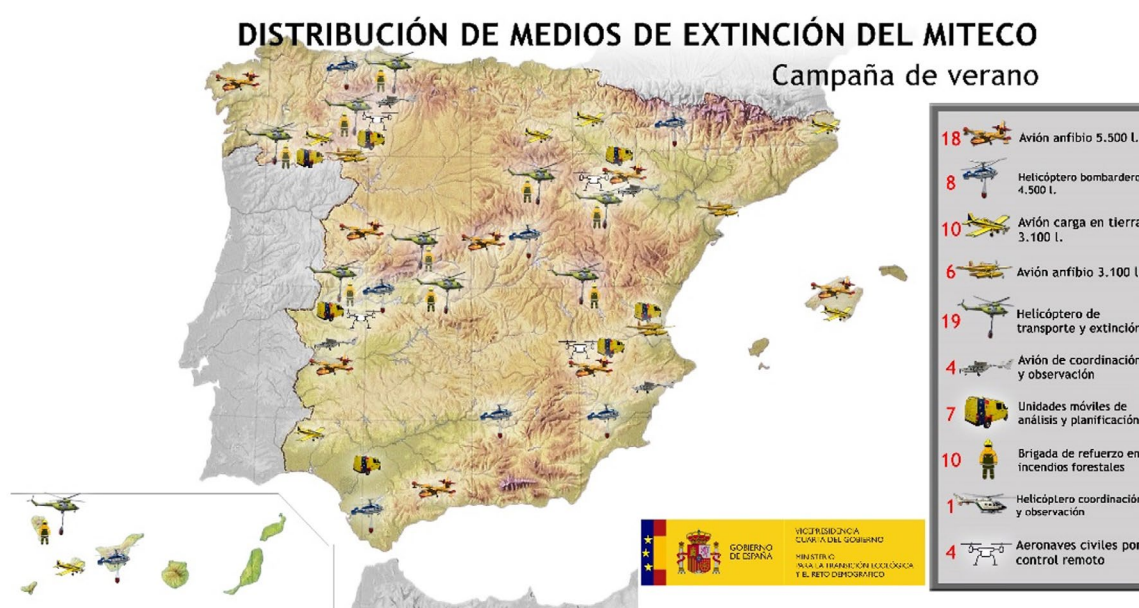 DISTRIBUCIÓN DE MEDIOS DE EXTINCIÓN DEL MITECO
Campaña de verano
18 Avión anfibio 5.500 l.
8 Helicóptero bombardero
4.500 l.
10 Avión carga en tierra
3.100 l.
6 Avión anfibio 3.100 l
19 Helicóptero de
transporte y extinción
4 Avión de coordinación
y observación
7 Unidades móviles de
análisis y planificación
10 Brigada de refuerzo en
incendios forestales
1 Helicóptero coordinación
y observación
4 Aeronaves civiles por
control remoto
GOBIERNO
DE ESPAÑA
VICEPRESIDENCIA
CUARTA DEL GOBIERNO
MINISTERIO
PARA LA TRANSICIÓN ECOLÓGICA
Y EL RETO DEMOGRÁFICO